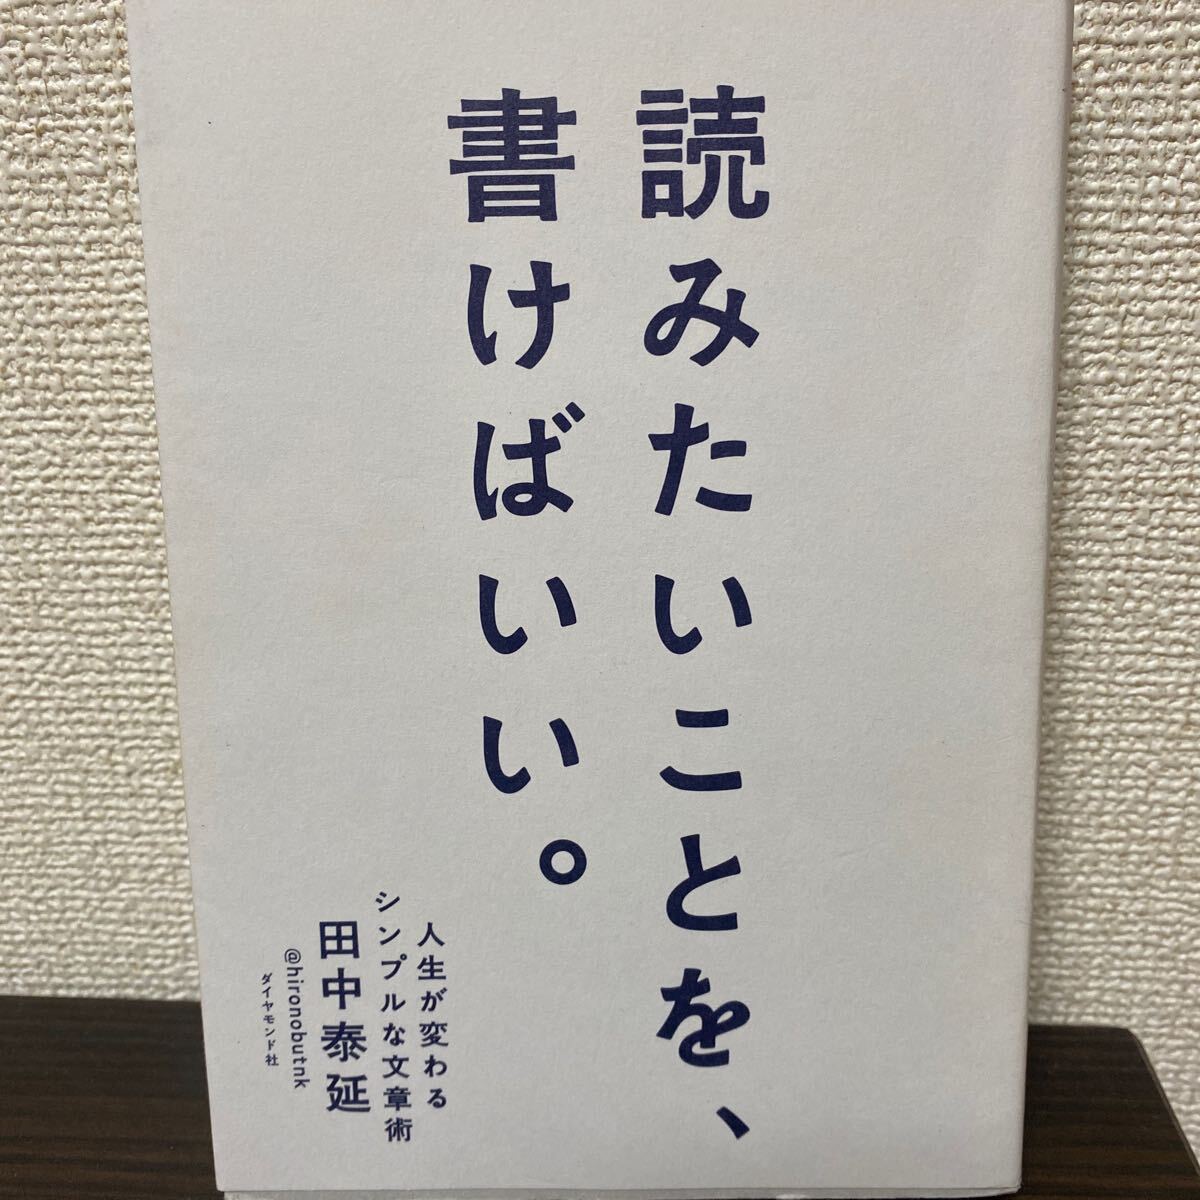 読みたいことを、
書けばいい。
人生が変わる
シンプルな文章術
田中泰延
@hironobutnk
ダイヤモンド社